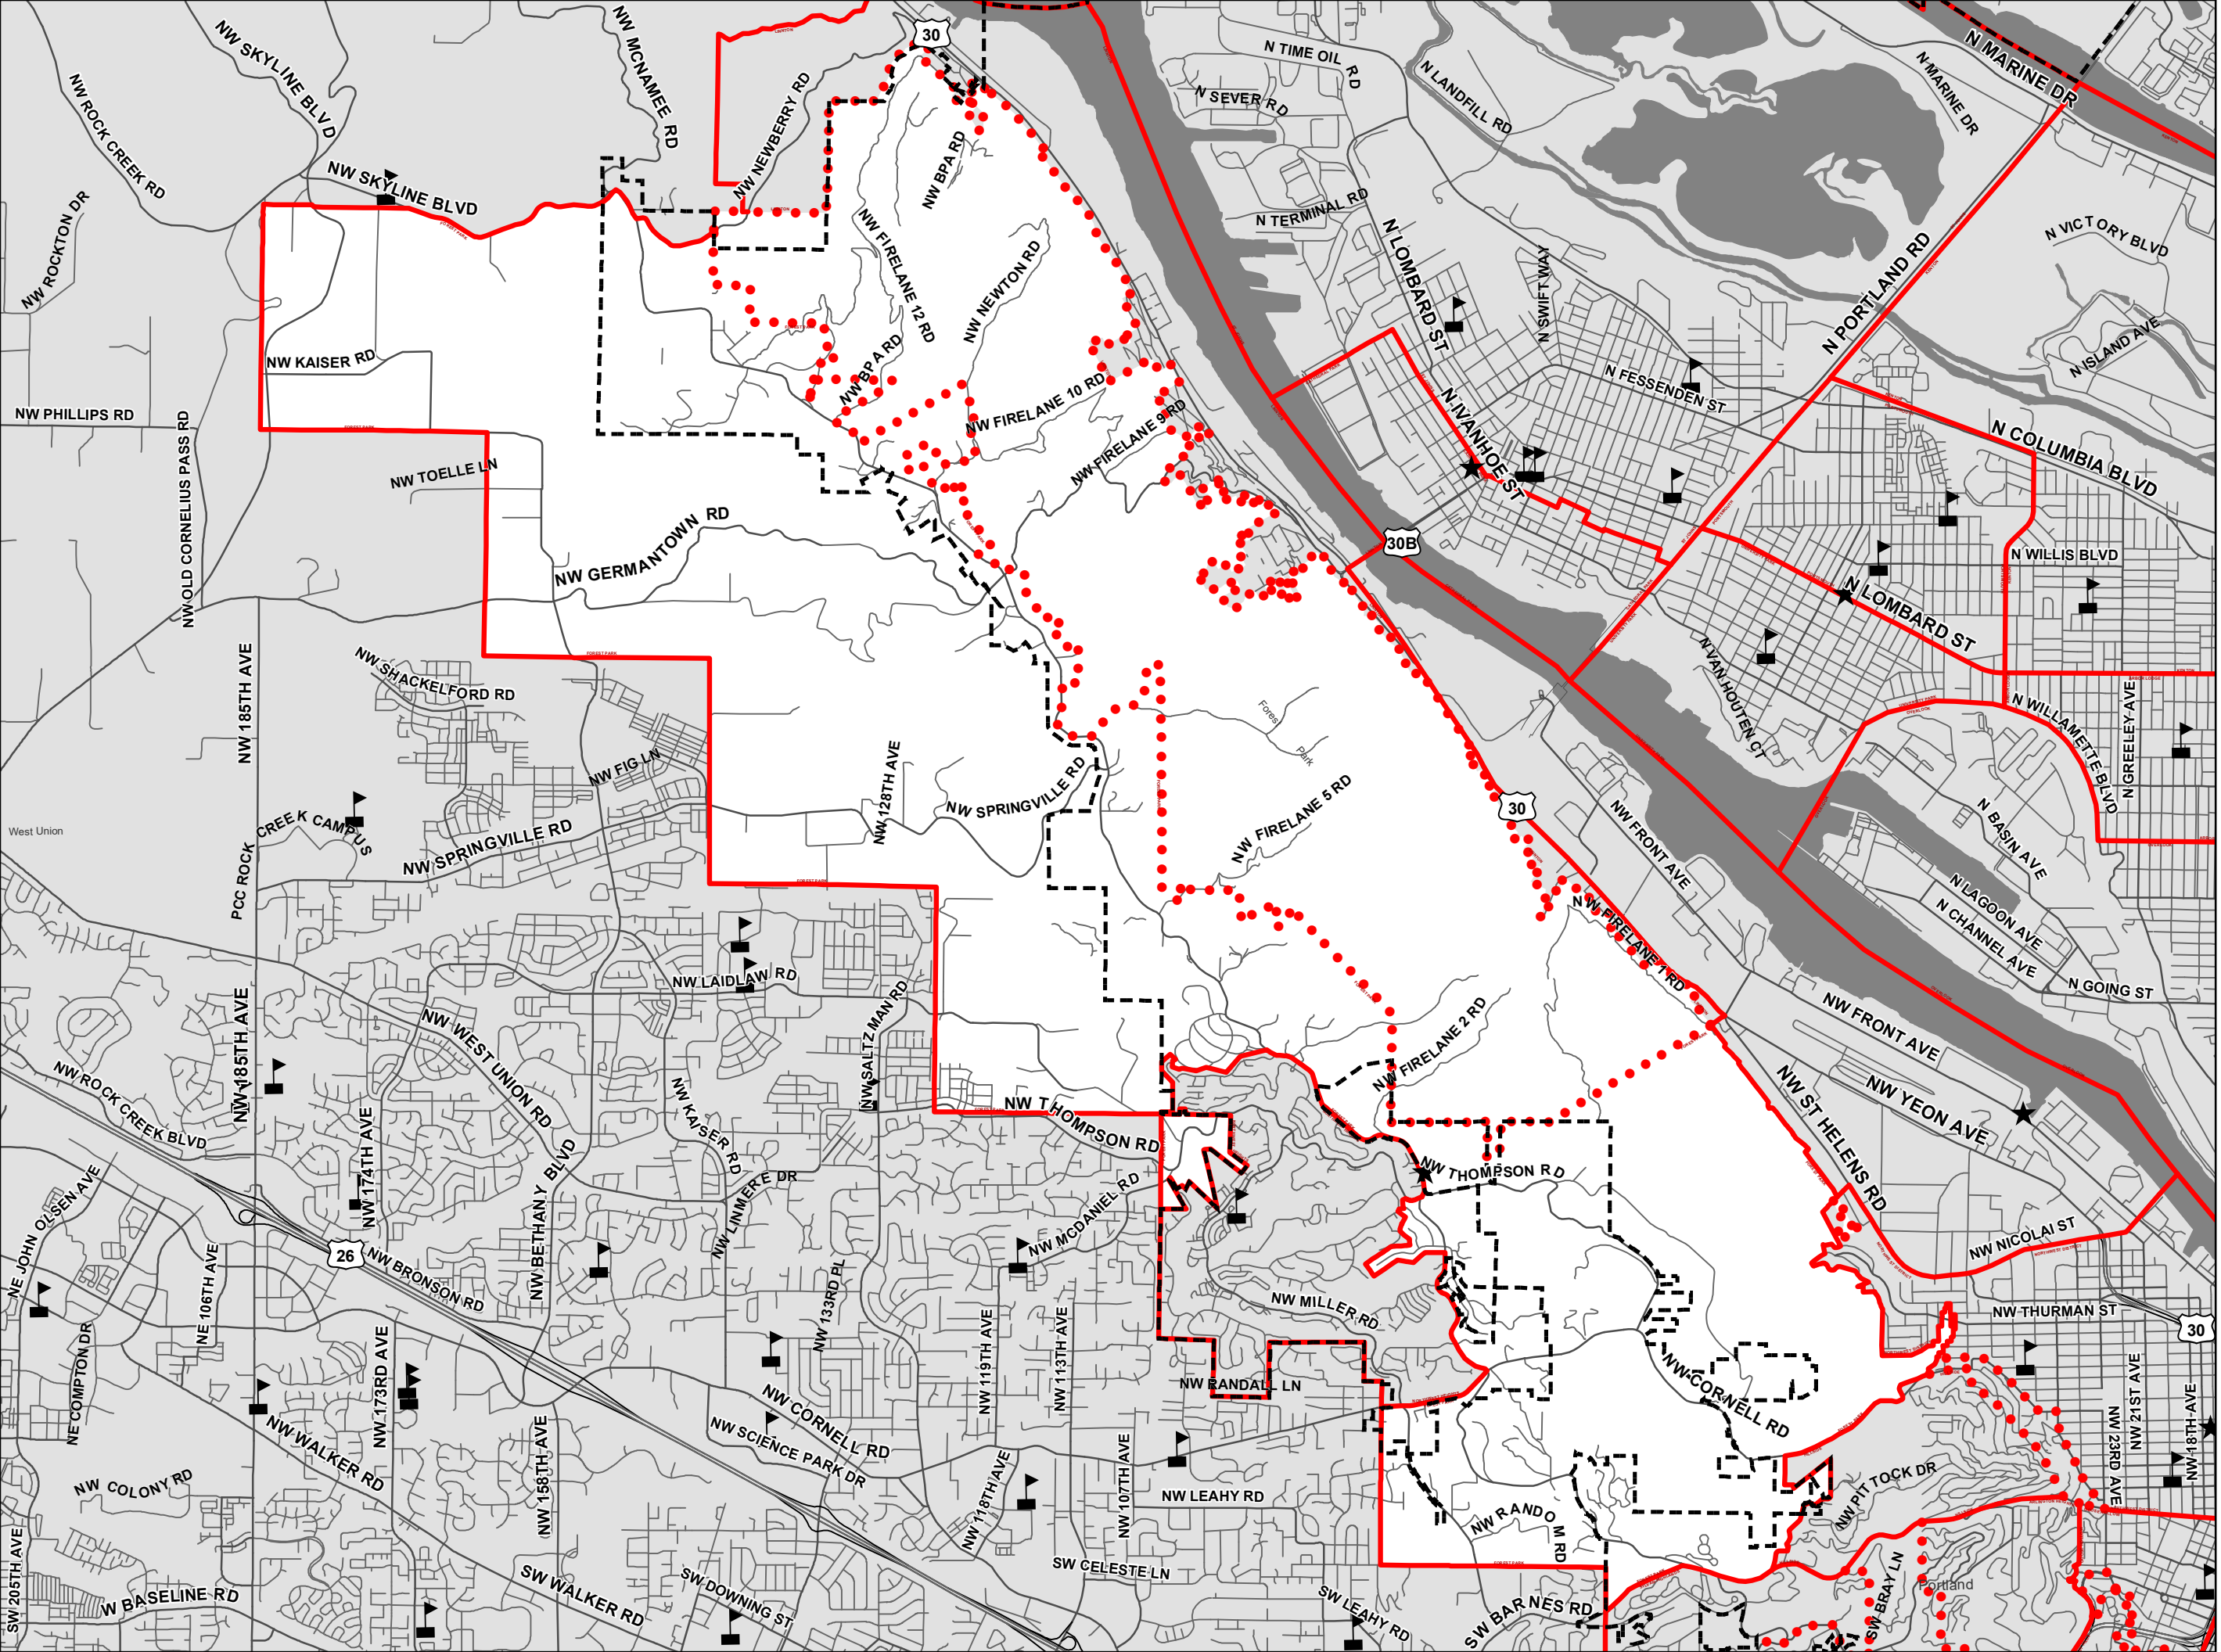 30
NW SKYLINE BLVD
NW MCNAMEE RD
N TIME OIL RD
N MARINE DR
N MARINE DR
NW ROCK CREEK RD
N SEVER RD
N LANDFILL RD
NW NEWBERRY RD
NW BPA RD
NW SKYLINE BLVD
N TERMINAL RD
NW ROCKTON DR
NW FIRELANE 12 RD
NW NEWTON RD
N LOMBARD ST
N SWIFT WAY
N PORTLAND RD
N VICTORY BLVD
N ISLAND AVE
NW KAISER RD
NW BPA RD
NW FIRELANE 10 RD
N FESSENDEN ST
NW PHILLIPS RD
NW OLD CORNELIUS PASS RD
NW FIRELANE 9 RD
N IVANHOE ST
N COLUMBIA BLVD
NW TOELLE LN
NW GERMANTOWN RD
30B
N WILLIS BLVD
N LOMBARD ST
NW 185TH AVE
NW SHACKELFORD RD
N VAN HOUTEN CT
N WILLAMETTE BLVD
N GREELEY AVE
Forest
Park
NW FIG LN
NW 128TH AVE
NW SPRINGVILLE RD
30
NW FIRELANE 5 RD
NW FRONT AVE
N BASIN AVE
West Union
CREEK CAMPUS
PCC ROCK
NW SPRINGVILLE RD
NW FIRELANE 1 RD
N LAGOON AVE
N CHANNEL AVE
N GOING ST
NW LAIDLAW RD
NW 185TH AVE
NW WEST UNION RD
NW SALTZMAN RD
NW FIRELANE 2 RD
NW FRONT AVE
NW ROCK CREEK BLVD
NW KAISER RD
NW THOMPSON RD
NW ST HELENS RD
NW YEON AVE
NW 174TH AVE
NW BETHANY BLVD
NW LINMERE DR
NW MCDANIEL RD
NW THOMPSON RD
NE JOHN OLSEN AVE
26
NW BRONSON RD
NE 106TH AVE
NW 133RD PL
NW NICOLAI ST
NW MILLER RD
NW THURMAN ST
30
NE COMPTON DR
NW 173RD AVE
NW 119TH AVE
NW 113TH AVE
NW RANDALL LN
NW CORNELL RD
NW 21ST AVE
NW 18TH AVE
NW 23RD AVE
NW WALKER RD
NW CORNELL RD
NW SCIENCE PARK DR
NW 158TH AVE
NW 107TH AVE
NW 118TH AVE
NW COLONY RD
NW LEAHY RD
NW RANDOM RD
NW PITTOCK DR
SW 205TH AVE
SW CELESTE LN
W BASELINE RD
SW WALKER RD
SW DOWNING ST
SW LEAHY RD
SW BARNES RD
SW BRAY LN
Portland